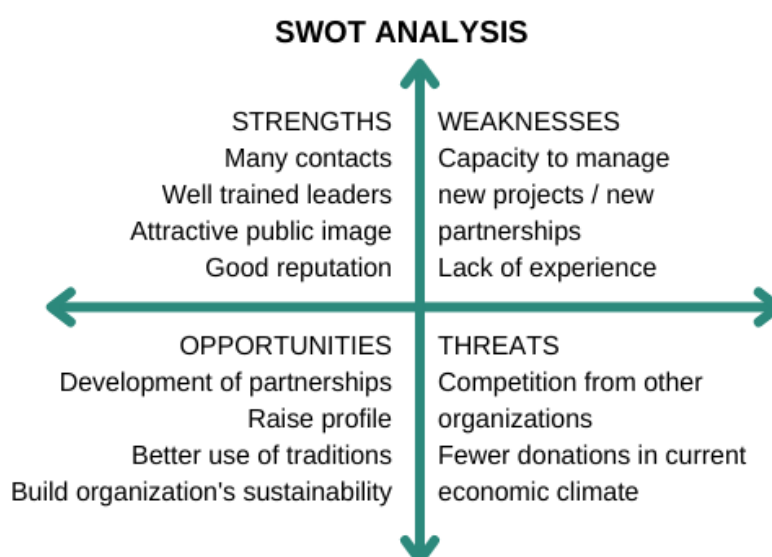 SWOT ANALYSIS
STRENGTHS
Many contacts
Well trained leaders
Attractive public image
Good reputation
WEAKNESSES
Capacity to manage
new projects / new
partnerships
Lack of experience
OPPORTUNITIES
Development of partnerships
Raise profile
Better use of traditions
Build organization's sustainability
THREATS
Competition from other
organizations
Fewer donations in current
economic climate